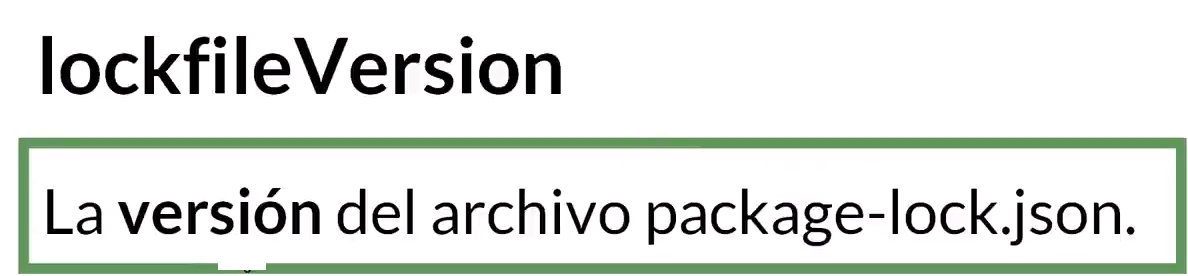 lockfileVersion
La versión del archivo package-lock.json.